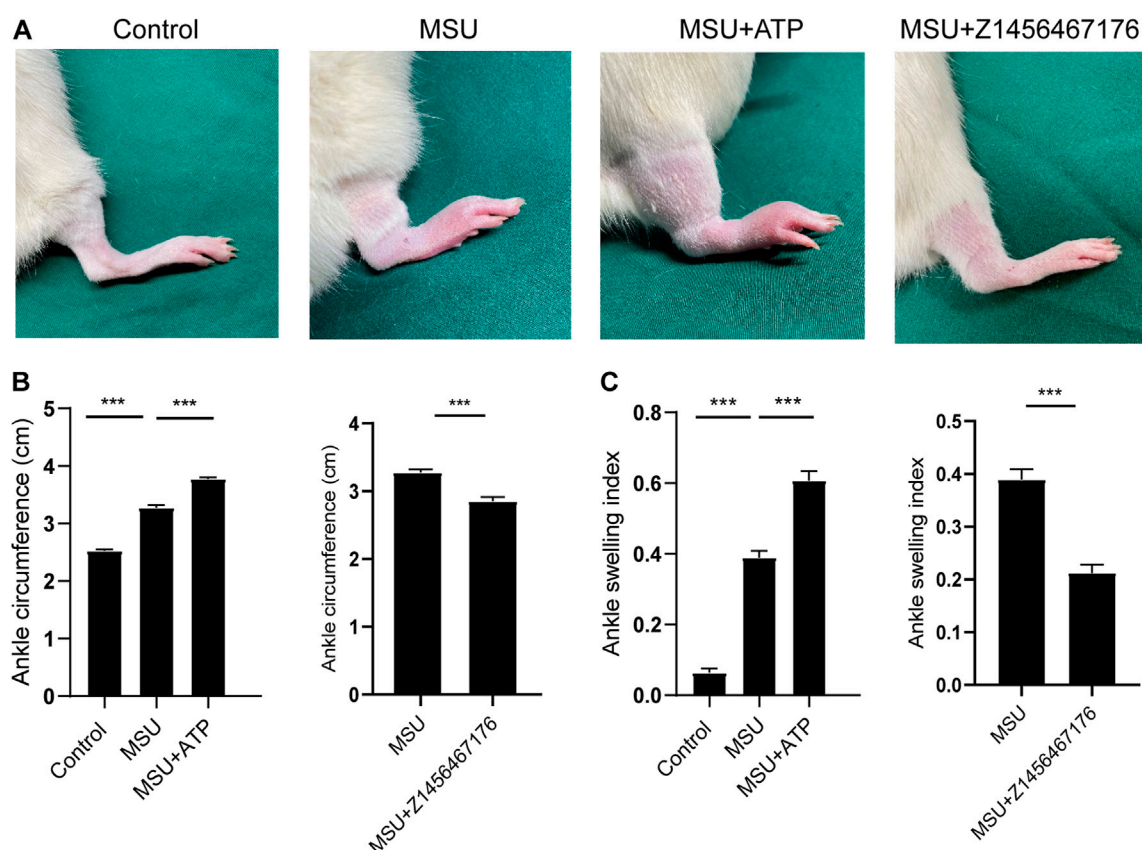 A
Control
MSU
MSU+ATP
MSU+Z1456467176
B
Ankle circumference (cm)
5
4
3
2
1
0
***
***
Control
MSU
MSU+ATP
Ankle circumference (cm)
4
3
2
1
0
***
MSU
MSU+Z1456467176
C
Ankle swelling index
0.8
0.6
0.4
0.2
0.0
***
***
Control
MSU
MSU+ATP
Ankle swelling index
0.5
0.4
0.3
0.2
0.1
0.0
***
MSU
MSU+Z1456467176